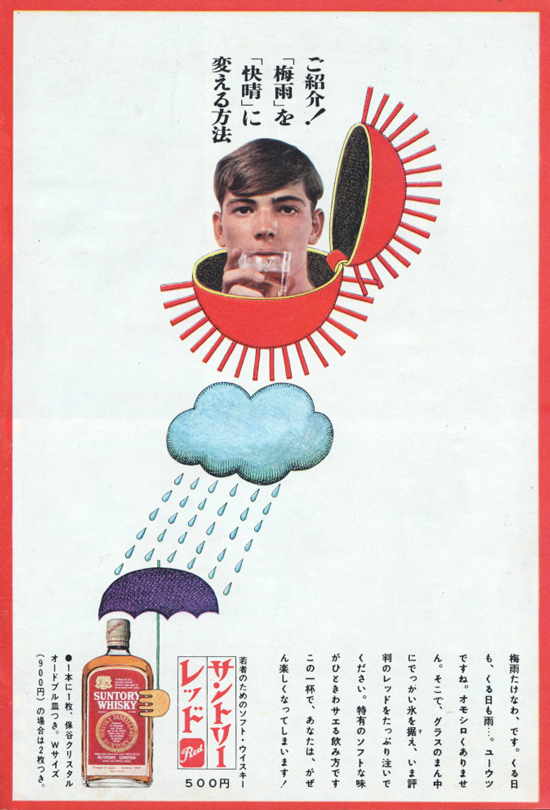 ご紹介!
「梅雨」を
「快晴」に
変える方法
梅雨たけなわ、です。くる日
も、くる日も雨…。ユーウツ
ですね。オモシロくありませ
ん。そこで、グラスのまん中
にでっかい氷を据え、いま評
判のレッドをたっぷり注いで
ください。特有のソフトな味
がひときわサエる飲み方です
この一杯で、あなたは、がぜ
ん楽しくなってしまいます!
若者のためのソフト・ウイスキー
サントリー
レッド
Red
500円
SUNTORY
WHISKY
SUNTORY LIMITED
●1本に1枚、保谷クリスタル
オードブル皿つき。Wサイズ
(900円)の場合は2枚つき。